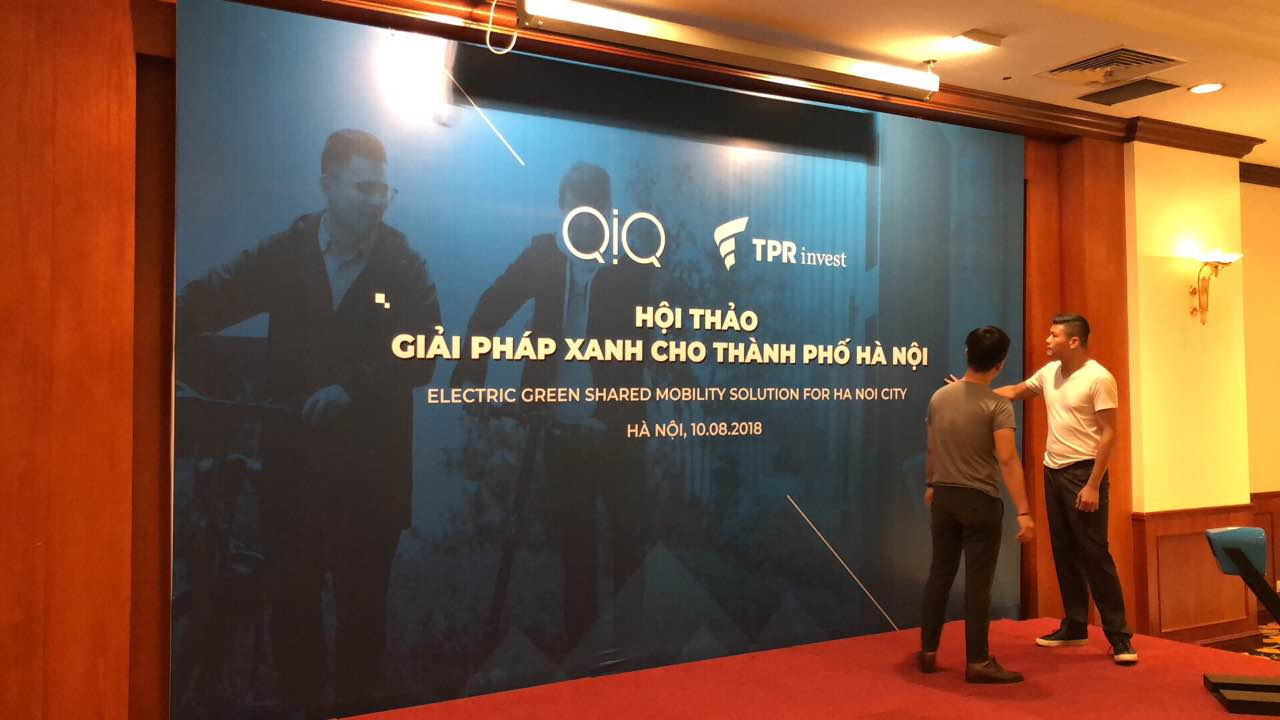 QiQ
TPR invest
HỘI THẢO
GIẢI PHÁP XANH CHO THÀNH PHỐ HÀ NỘI
ELECTRIC GREEN SHARED MOBILITY SOLUTION FOR HA NOI CITY
HÀ NỘI, 10.08.2018